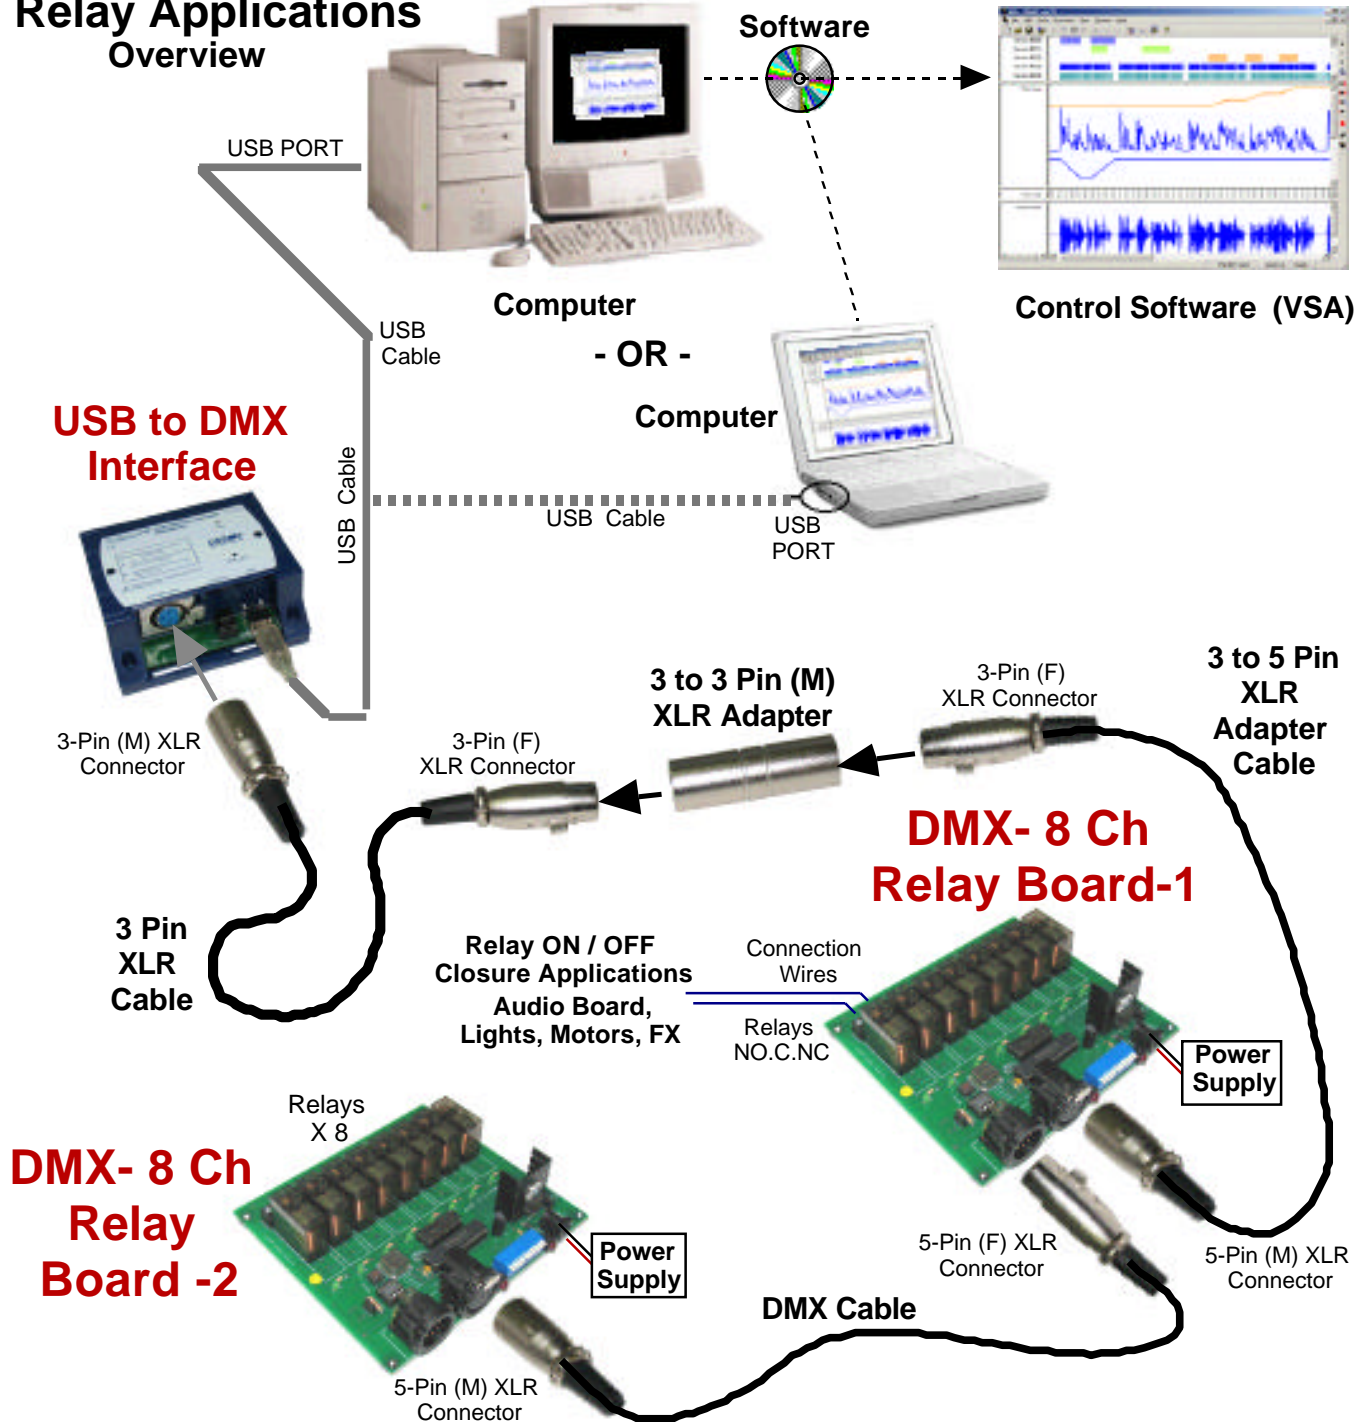 Relay Applications
Overview
Software
USB PORT
Computer
Control Software (VSA)
USB
Cable
- OR -
Computer
USB to DMX
Interface
USB Cable
USB Cable
USB
PORT
3 to 3 Pin (M)
XLR Adapter
3-Pin (F)
XLR Connector
3 to 5 Pin
XLR
Adapter
Cable
3-Pin (M) XLR
Connector
3-Pin (F)
XLR Connector
DMX- 8 Ch
Relay Board-1
3 Pin
XLR
Cable
Relay ON / OFF
Closure Applications
Audio Board,
Lights, Motors, FX
Connection
Wires
Relays
NO.C.NC
Power
Supply
Relays
X 8
DMX- 8 Ch
Relay
Board -2
Power
Supply
5-Pin (F) XLR
Connector
5-Pin (M) XLR
Connector
DMX Cable
5-Pin (M) XLR
Connector